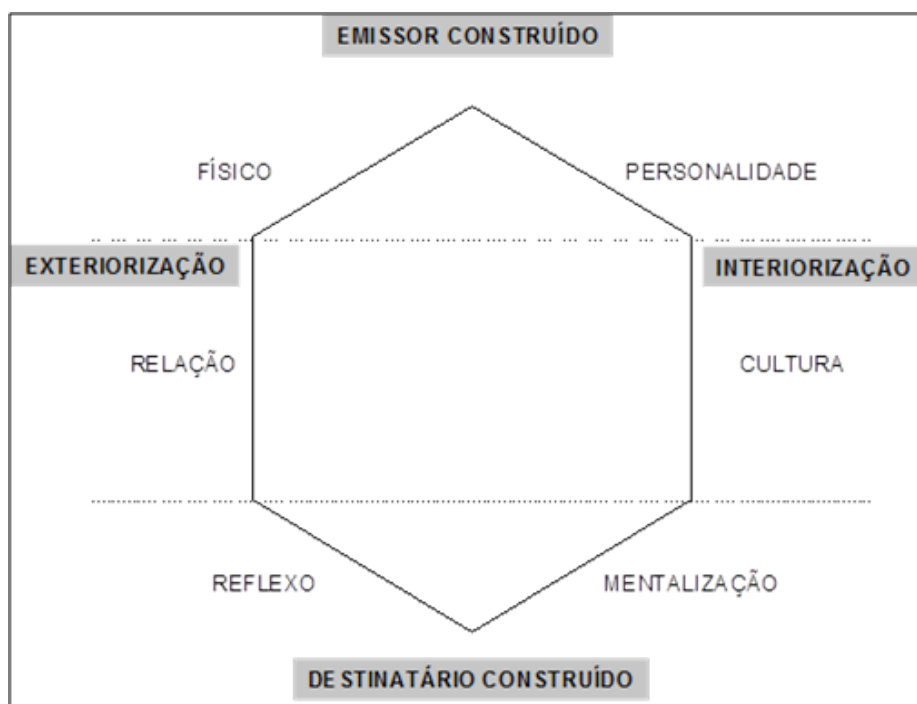 EMISSOR CONSTRUÍDO
FÍSICO
PERSONALIDADE
EXTERIORIZAÇÃO
INTERIORIZAÇÃO
RELAÇÃO
CULTURA
REFLEXO
MENTALIZAÇÃO
DESTINATÁRIO CONSTRUÍDO